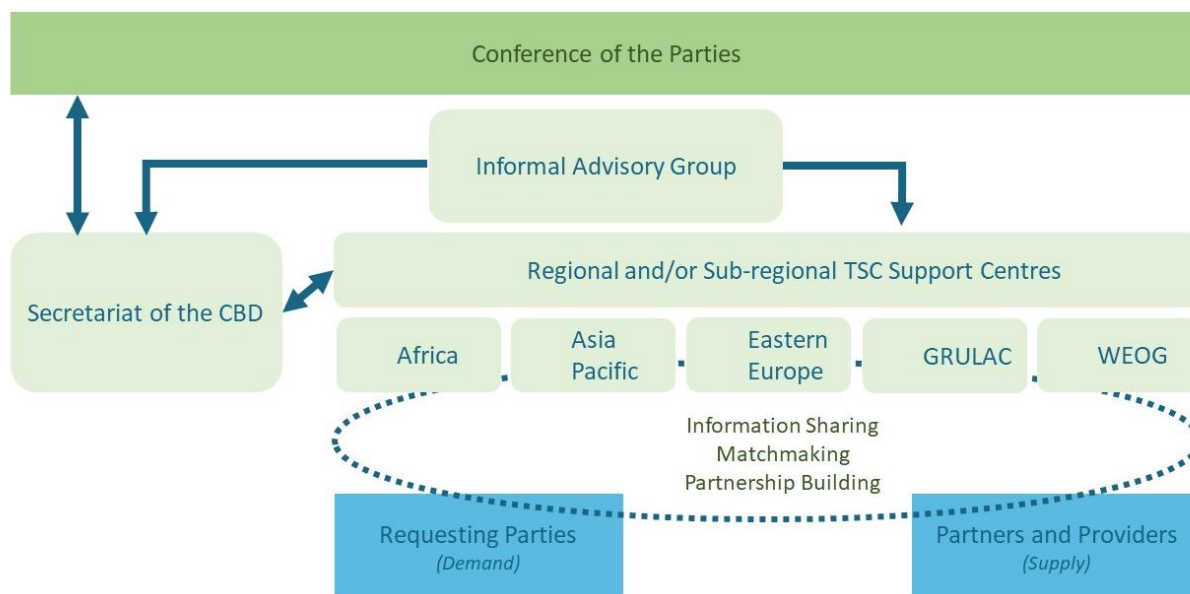 Conference of the Parties
Informal Advisory Group
Secretariat of the CBD
Regional and/or Sub-regional TSC Support Centres
Africa
Asia
Pacific
Eastern
Europe
GRULAC
WEOG
Information Sharing
Matchmaking
Partnership Building
Requesting Parties
(Demand)
Partners and Providers
(Supply)